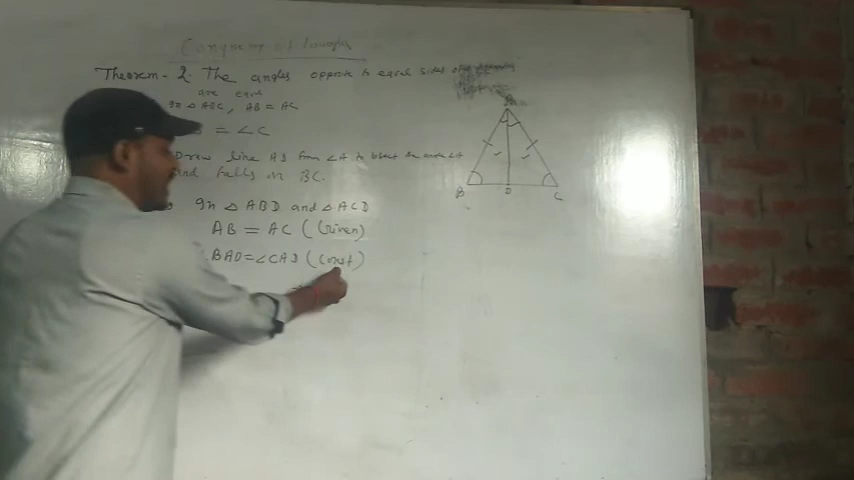 Congruency of triangles
Theorem - 2. The angles opposite to equal sides of
are equal
In △ ABC, AB = AC
= ∠C
Draw line AD from ∠A to bisect the angle ∠A
and falls on BC.
In △ ABD and △ ACD
AB = AC (Given)
BAD = ∠CAD (Const)
A
B
D
C